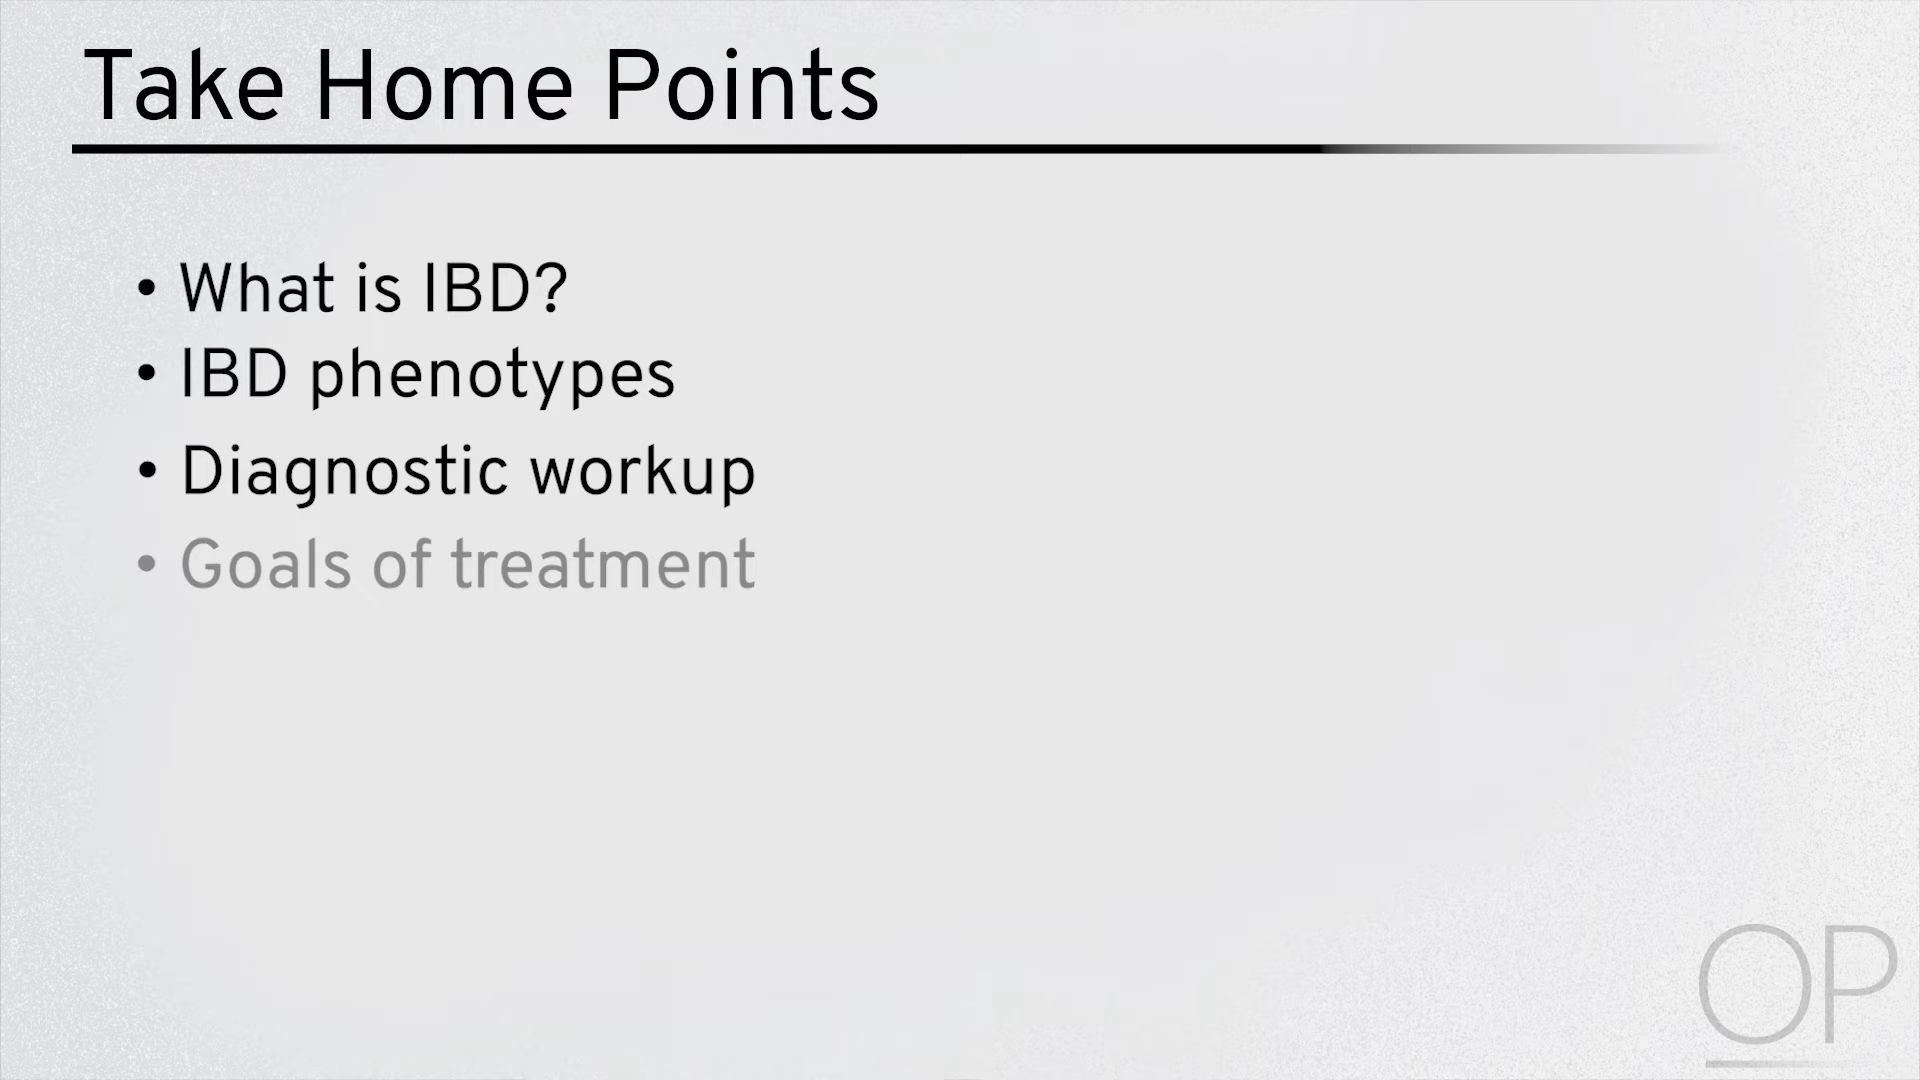 Take Home Points
• What is IBD?
• IBD phenotypes
• Diagnostic workup
• Goals of treatment
OP